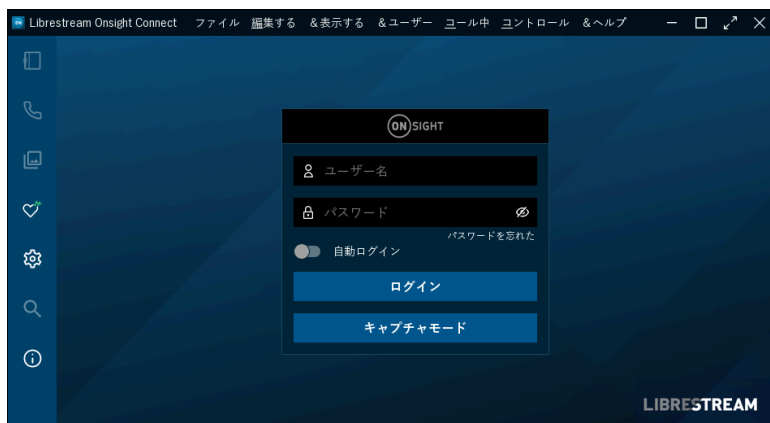 Librestream Onsight Connect ファイル 編集する &表示する &ユーザー コール中 コントロール &ヘルプ
ONSIGHT
ユーザー名
パスワード
パスワードを忘れた
自動ログイン
ログイン
キャプチャモード
LIBRESTREAM